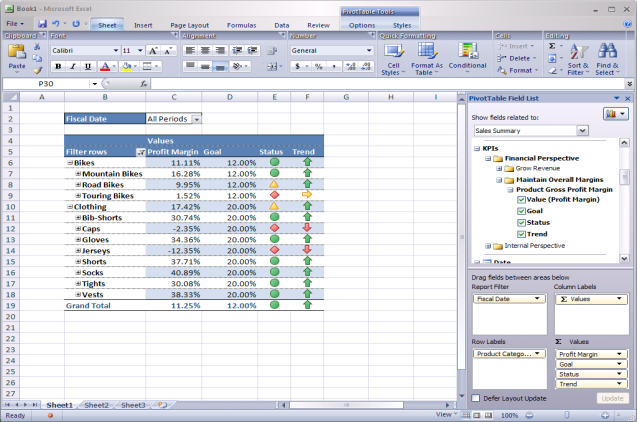 Book1 - Microsoft Excel
PivotTable Tools
File
Sheet Insert Page Layout Formulas Data Review Options Styles
Clipboard Font Alignment Number Quick Formatting Cells Editing
Paste
Calibri 11
B I U
General
$ % ,
Cell Styles
Format As Table
Conditional
Insert
Delete
Format
Sort & Filter
Find & Select
P30 fx
A B C D E F G H I
1
2 Fiscal Date All Periods
3
4 Values
5 Filter rows Profit Margin Goal Status Trend
6 Bikes 11.11% 12.00%
7 Mountain Bikes 16.28% 12.00%
8 Road Bikes 9.95% 12.00%
9 Touring Bikes 1.52% 12.00%
10 Clothing 17.42% 20.00%
11 Bib-Shorts 30.74% 20.00%
12 Caps -2.35% 20.00%
13 Gloves 34.36% 20.00%
14 Jerseys -12.35% 20.00%
15 Shorts 37.71% 20.00%
16 Socks 40.89% 20.00%
17 Tights 30.08% 20.00%
18 Vests 38.33% 20.00%
19 Grand Total 11.25% 12.00%
20
21
22
23
24
25
26
27
PivotTable Field List
Show fields related to:
Sales Summary
KPIs
Financial Perspective
Grow Revenue
Maintain Overall Margins
Product Gross Profit Margin
Value (Profit Margin)
Goal
Status
Trend
Internal Perspective
Date
Drag fields between areas below
Report Filter Column Labels
Fiscal Date Σ Values
Row Labels Σ Values
Product Catego... Profit Margin
Goal
Status
Trend
Defer Layout Update Update
Sheet1 Sheet2 Sheet3
Ready View 100%